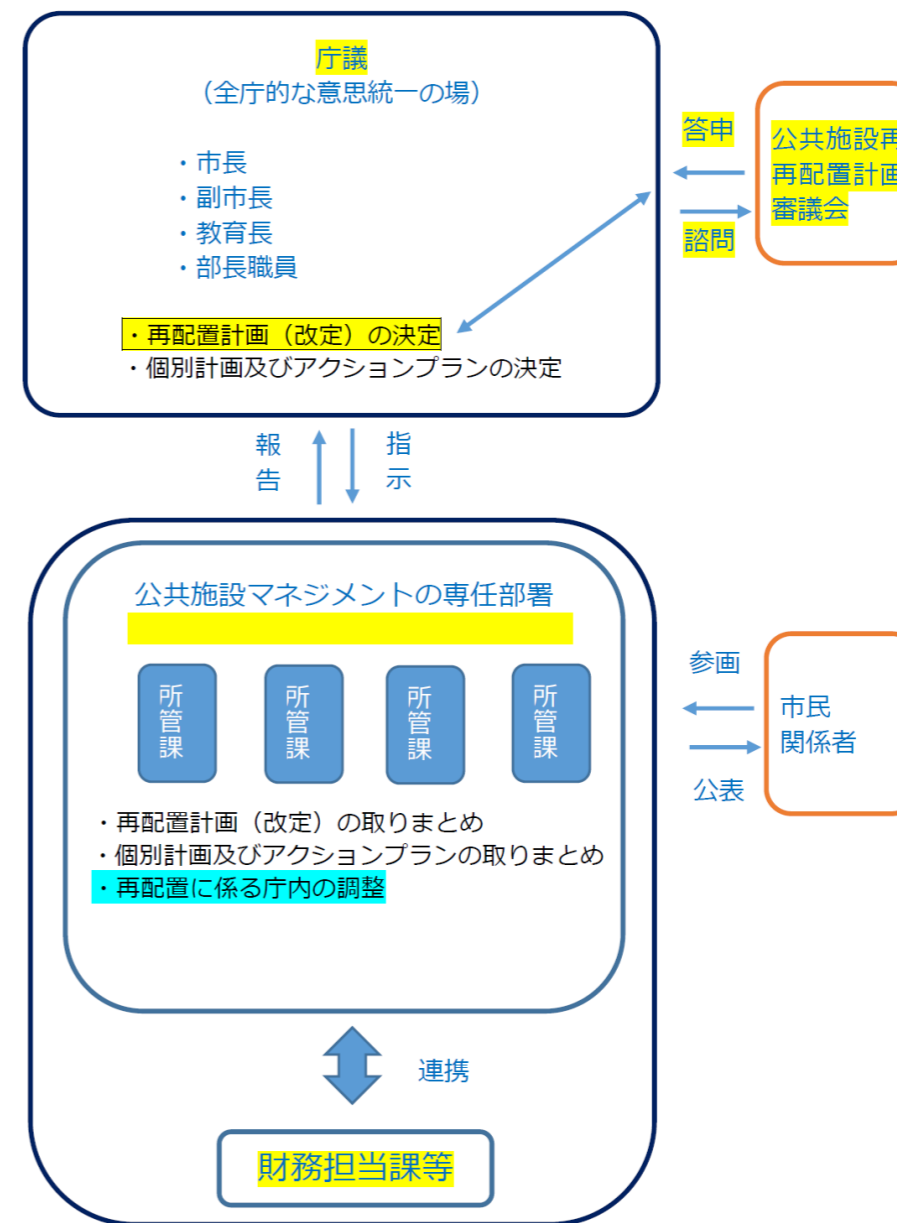 庁議
（全庁的な意思統一の場）
・市長
・副市長
・教育長
・部長職員
・再配置計画（改定）の決定
・個別計画及びアクションプランの決定
答申
諮問
公共施設再
再配置計画
審議会
報告
指示
公共施設マネジメントの専任部署
所管課
所管課
所管課
所管課
・再配置計画（改定）の取りまとめ
・個別計画及びアクションプランの取りまとめ
・再配置に係る庁内の調整
参画
公表
市民
関係者
連携
財務担当課等